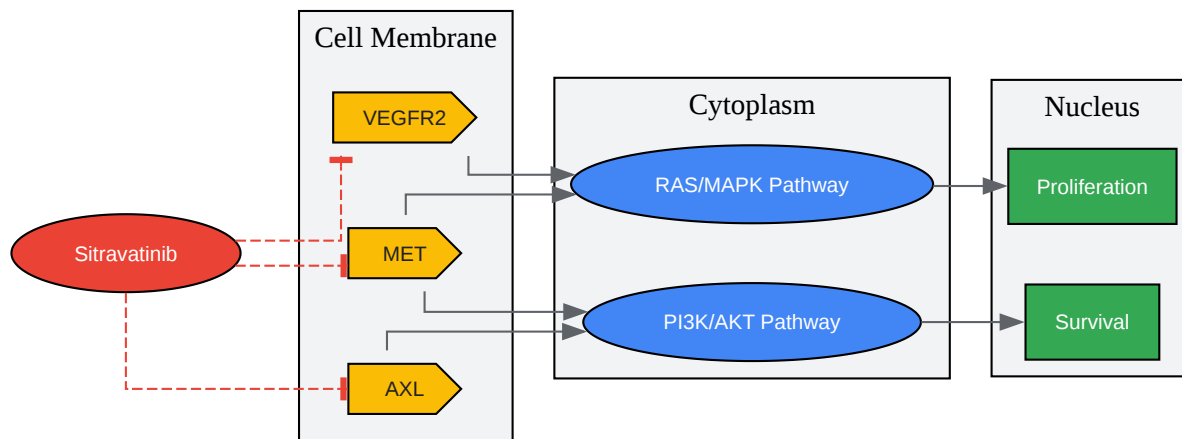 Cell Membrane
VEGFR2
MET
AXL
Sitravatinib
Cytoplasm
RAS/MAPK Pathway
PI3K/AKT Pathway
Nucleus
Proliferation
Survival